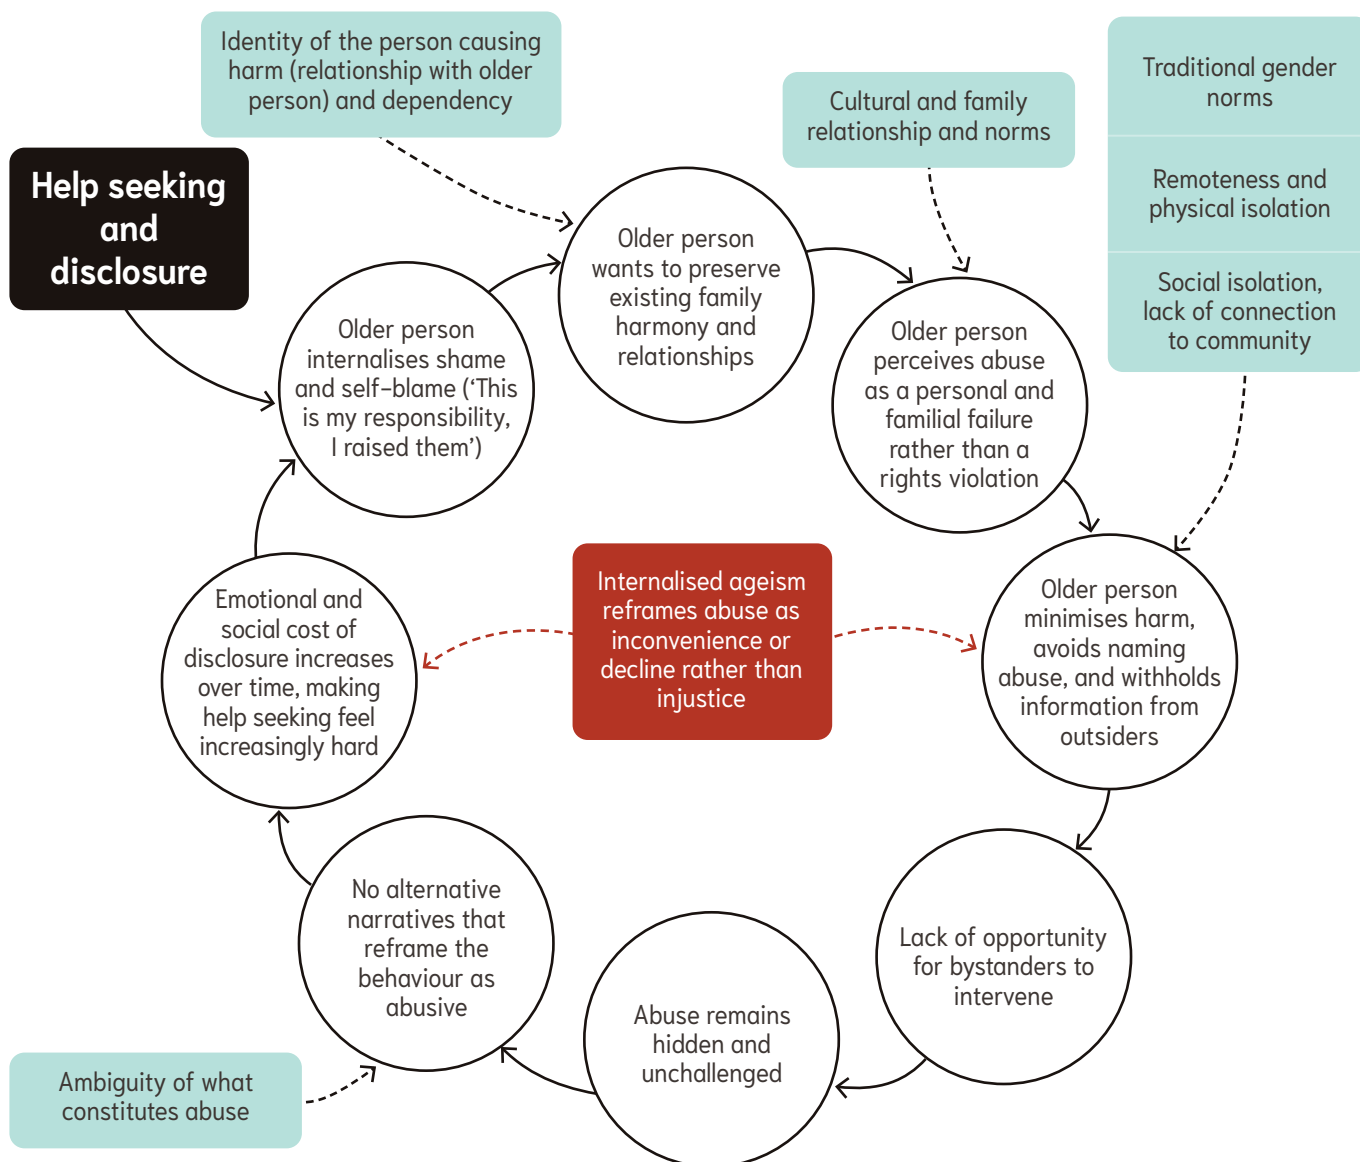 Identity of the person causing
harm (relationship with older
person) and dependency
Cultural and family
relationship and norms
Traditional gender
norms
Remoteness and
physical isolation
Social isolation,
lack of connection
to community
Help seeking
and
disclosure
Older person
internalises shame
and self-blame (‘This
is my responsibility,
I raised them’)
Older person
wants to preserve
existing family
harmony and
relationships
Older person
perceives abuse
as a personal and
familial failure
rather than a
rights violation
Older person
minimises harm,
avoids naming
abuse, and withholds
information from
outsiders
Lack of opportunity
for bystanders to
intervene
Abuse remains
hidden and
unchallenged
No alternative
narratives that
reframe the
behaviour as
abusive
Emotional and
social cost of
disclosure increases
over time, making
help seeking feel
increasingly hard
Internalised ageism
reframes abuse as
inconvenience or
decline rather than
injustice
Ambiguity of what
constitutes abuse